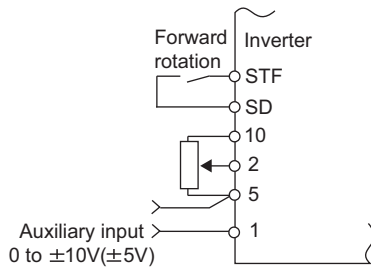 Forward
rotation
Inverter
STF
SD
10
2
5
1
Auxiliary input
0 to ±10V(±5V)